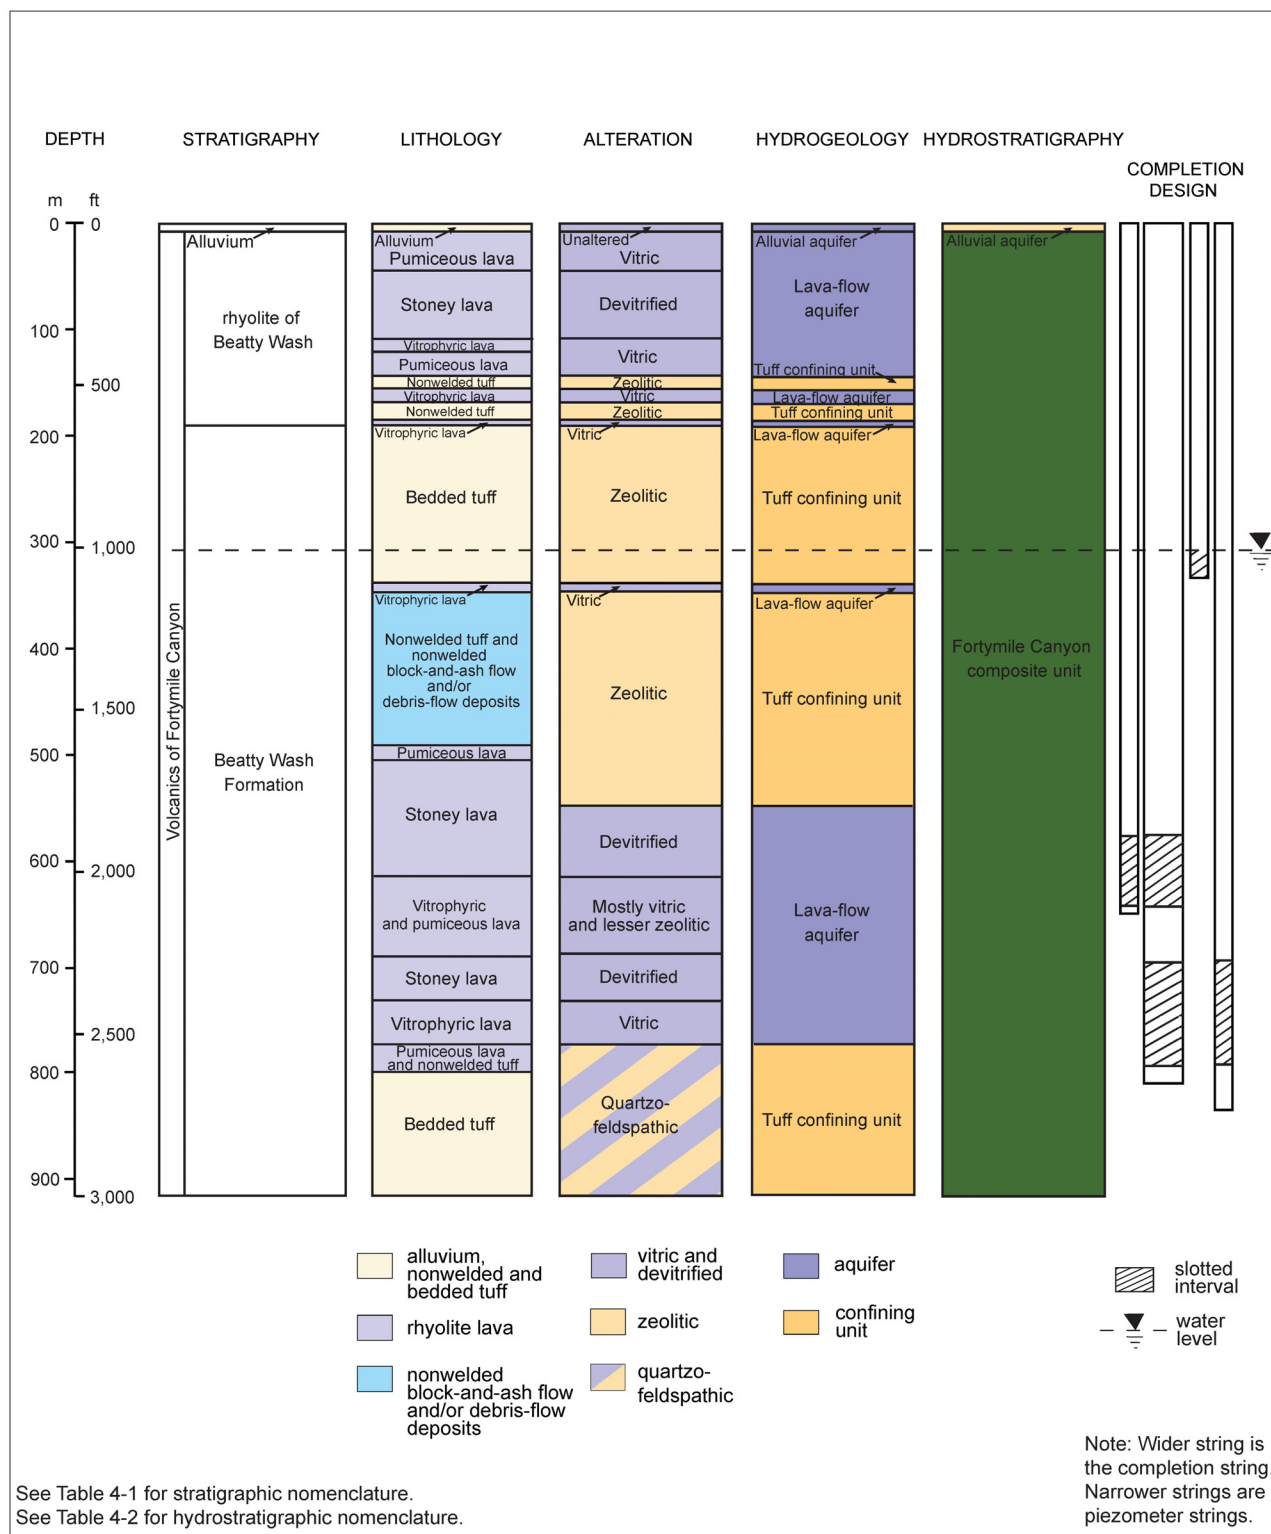 DEPTH
STRATIGRAPHY
LITHOLOGY
ALTERATION
HYDROGEOLOGY
HYDROSTRATIGRAPHY
COMPLETION
DESIGN
m
ft
0
100
200
300
400
500
600
700
800
900
0
500
1,000
1,500
2,000
2,500
3,000
Alluvium
rhyolite of
Beatty Wash
Volcanics of Fortymile Canyon
Beatty Wash
Formation
Alluvium
Pumiceous lava
Stoney lava
Vitrophyric lava
Pumiceous lava
Nonwelded tuff
Vitrophyric lava
Nonwelded tuff
Vitrophyric lava
Bedded tuff
Vitrophyric lava
Nonwelded tuff and
nonwelded
block-and-ash flow
and/or
debris-flow deposits
Pumiceous lava
Stoney lava
Vitrophyric
and pumiceous lava
Stoney lava
Vitrophyric lava
Pumiceous lava
and nonwelded tuff
Bedded tuff
Unaltered
Vitric
Devitrified
Vitric
Zeolitic
Vitric
Zeolitic
Vitric
Zeolitic
Vitric
Zeolitic
Devitrified
Mostly vitric
and lesser zeolitic
Devitrified
Vitric
Quartzo-
feldspathic
Alluvial aquifer
Lava-flow
aquifer
Tuff confining unit
Lava-flow aquifer
Tuff confining unit
Lava-flow aquifer
Tuff confining unit
Lava-flow aquifer
Tuff confining unit
Lava-flow
aquifer
Tuff confining unit
Alluvial aquifer
Fortymile Canyon
composite unit
alluvium,
nonwelded and
bedded tuff
rhyolite lava
nonwelded
block-and-ash flow
and/or debris-flow
deposits
vitric and
devitrified
zeolitic
quartzo-
feldspathic
aquifer
confining
unit
slotted
interval
water
level
Note: Wider string is
the completion string.
Narrower strings are
piezometer strings.
See Table 4-1 for stratigraphic nomenclature.
See Table 4-2 for hydrostratigraphic nomenclature.